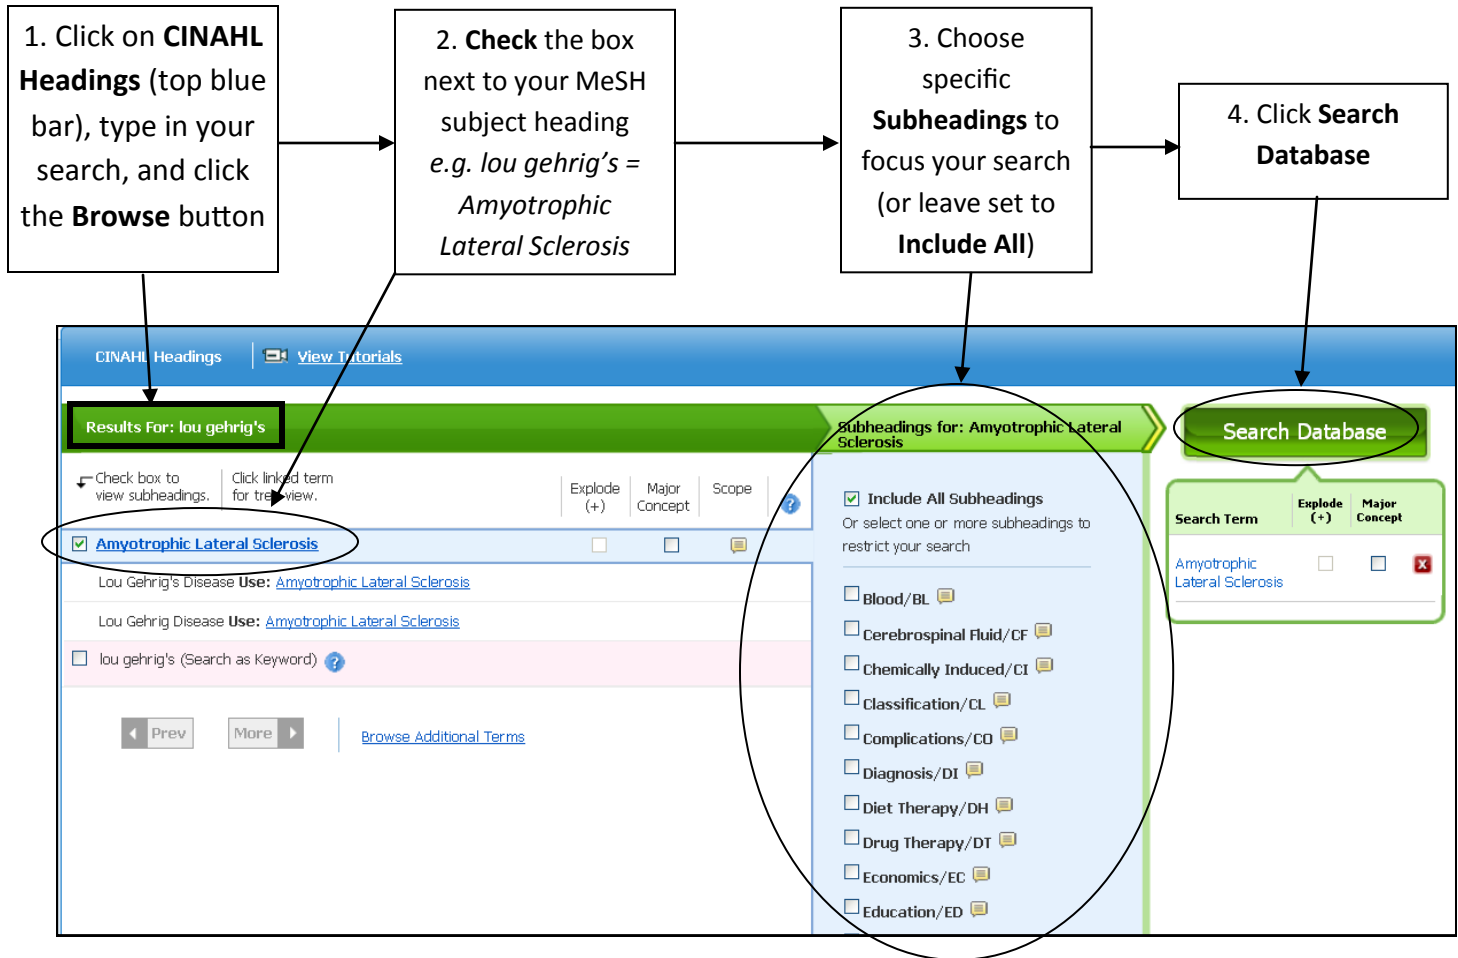 1. Click on CINAHL
Headings (top blue
bar), type in your
search, and click
the Browse button
2. Check the box
next to your MeSH
subject heading
e.g. lou gehrig’s =
Amyotrophic
Lateral Sclerosis
3. Choose
specific
Subheadings to
focus your search
(or leave set to
Include All)
4. Click Search
Database
CINAHL Headings
View Tutorials
Results For: lou gehrig's
Subheadings for: Amyotrophic Lateral
Sclerosis
Search Database
Check box to
view subheadings.
Click linked term
for tree view.
Explode
(+)
Major
Concept
Scope
?
Amyotrophic Lateral Sclerosis
Lou Gehrig's Disease Use: Amyotrophic Lateral Sclerosis
Lou Gehrig Disease Use: Amyotrophic Lateral Sclerosis
lou gehrig's (Search as Keyword) ?
Prev
More
Browse Additional Terms
Include All Subheadings
Or select one or more subheadings to
restrict your search
Blood/BL
Cerebrospinal Fluid/CF
Chemically Induced/CI
Classification/CL
Complications/CO
Diagnosis/DI
Diet Therapy/DH
Drug Therapy/DT
Economics/EC
Education/ED
Search Term
Explode
(+)
Major
Concept
Amyotrophic
Lateral Sclerosis
X